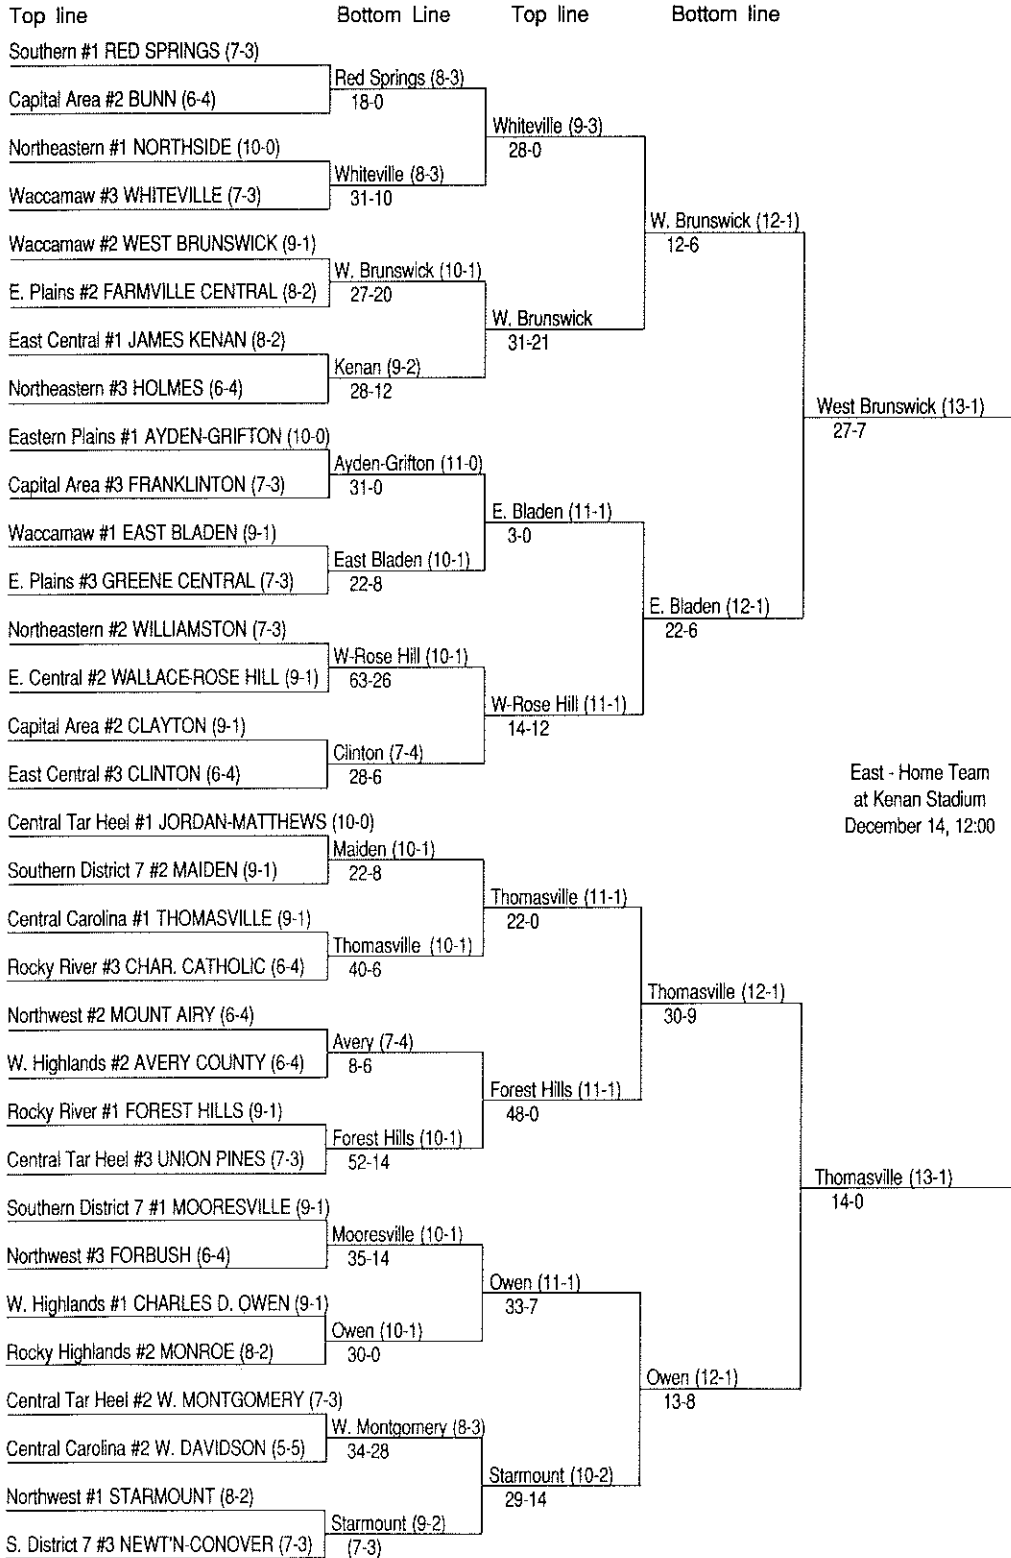 Top line
Bottom Line
Top line
Bottom line
Southern #1 RED SPRINGS (7-3)
Red Springs (8-3)
18-0
Capital Area #2 BUNN (6-4)
Whiteville (9-3)
28-0
Northeastern #1 NORTHSIDE (10-0)
Whiteville (8-3)
31-10
Waccamaw #3 WHITEVILLE (7-3)
W. Brunswick (12-1)
12-6
Waccamaw #2 WEST BRUNSWICK (9-1)
W. Brunswick (10-1)
27-20
E. Plains #2 FARMVILLE CENTRAL (8-2)
W. Brunswick
31-21
East Central #1 JAMES KENAN (8-2)
Kenan (9-2)
28-12
Northeastern #3 HOLMES (6-4)
West Brunswick (13-1)
27-7
Eastern Plains #1 AYDEN-GRIFTON (10-0)
Ayden-Grifton (11-0)
31-0
Capital Area #3 FRANKLINTON (7-3)
E. Bladen (11-1)
3-0
Waccamaw #1 EAST BLADEN (9-1)
East Bladen (10-1)
22-8
E. Plains #3 GREENE CENTRAL (7-3)
E. Bladen (12-1)
22-6
Northeastern #2 WILLIAMSTON (7-3)
W-Rose Hill (10-1)
63-26
E. Central #2 WALLACE-ROSE HILL (9-1)
W-Rose Hill (11-1)
14-12
Capital Area #2 CLAYTON (9-1)
Clinton (7-4)
28-6
East Central #3 CLINTON (6-4)
East - Home Team
at Kenan Stadium
December 14, 12:00
Central Tar Heel #1 JORDAN-MATTHEWS (10-0)
Maiden (10-1)
22-8
Southern District 7 #2 MAIDEN (9-1)
Thomasville (11-1)
22-0
Central Carolina #1 THOMASVILLE (9-1)
Thomasville (10-1)
40-6
Rocky River #3 CHAR. CATHOLIC (6-4)
Thomasville (12-1)
30-9
Northwest #2 MOUNT AIRY (6-4)
Avery (7-4)
8-6
W. Highlands #2 AVERY COUNTY (6-4)
Forest Hills (11-1)
48-0
Rocky River #1 FOREST HILLS (9-1)
Forest Hills (10-1)
52-14
Central Tar Heel #3 UNION PINES (7-3)
Thomasville (13-1)
14-0
Southern District 7 #1 MOORESVILLE (9-1)
Mooresville (10-1)
35-14
Northwest #3 FORBUSH (6-4)
Owen (11-1)
33-7
W. Highlands #1 CHARLES D. OWEN (9-1)
Owen (10-1)
30-0
Rocky Highlands #2 MONROE (8-2)
Owen (12-1)
13-8
Central Tar Heel #2 W. MONTGOMERY (7-3)
W. Montgomery (8-3)
34-28
Central Carolina #2 W. DAVIDSON (5-5)
Starmount (10-2)
29-14
Northwest #1 STARMOUNT (8-2)
Starmount (9-2)
(7-3)
S. District 7 #3 NEWT'N-CONOVER (7-3)